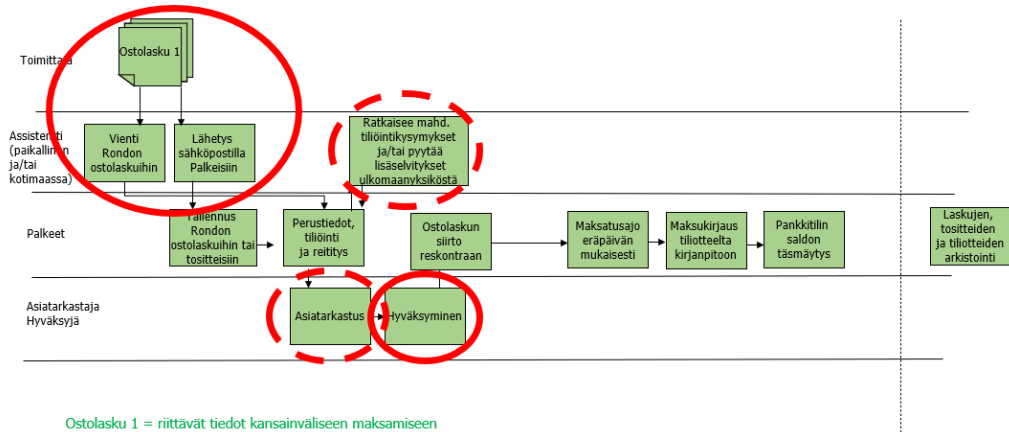 Toimittaja
Ostolasku 1
Assistentti
(paikallinen
ja/tai
kotimaassa)
Vienti
Rondon
ostolaskuihin
Lähetys
sähköpostilla
Palkeisiin
Ratkaisee mahd.
tiliöintikysymykset
ja/tai pyytää
lisäselvitykset
ulkomaanyksiköstä
Palkeet
Tallennus
Rondon
ostolaskuihin tai
tositteisiin
Perustiedot,
tiliöinti
ja reititys
Ostolaskun
siirto
reskontraan
Maksatusajo
eräpäivän
mukaisesti
Maksukirjaus
tiliotteelta
kirjanpitoon
Pankkitilin
saldon
täsmäytys
Laskujen,
tositteiden
ja tiliotteiden
arkistointi
Asiatarkastaja
Hyväksyjä
Asiatarkastus
Hyväksyminen
Ostolasku 1 = riittävät tiedot kansainväliseen maksamiseen